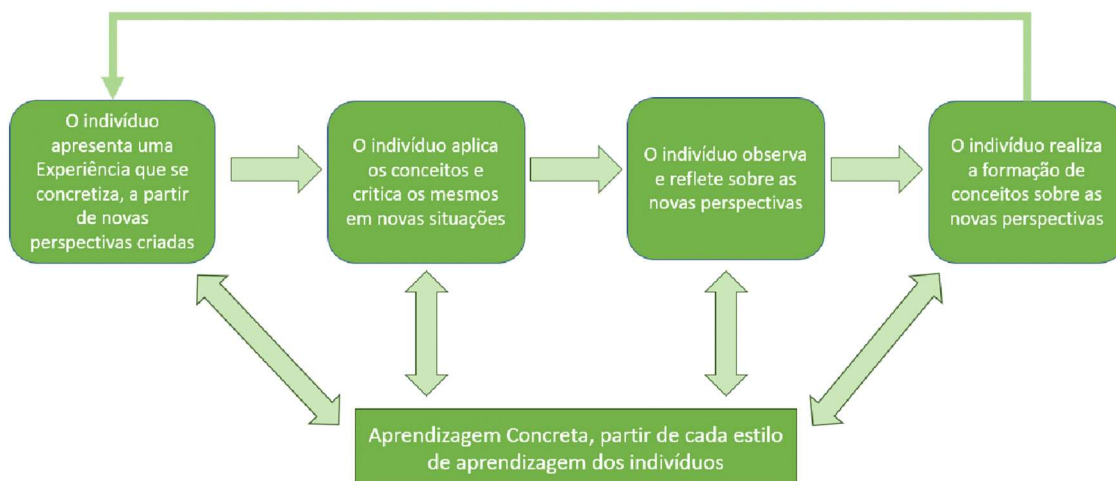 O indivíduo
apresenta uma
Experiência que se
concretiza, a partir
de novas
perspectivas criadas
O indivíduo aplica
os conceitos e
critica os mesmos
em novas situações
O indivíduo observa
e reflete sobre as
novas perspectivas
O indivíduo realiza
a formação de
conceitos sobre as
novas perspectivas
Aprendizagem Concreta, partir de cada estilo
de aprendizagem dos indivíduos